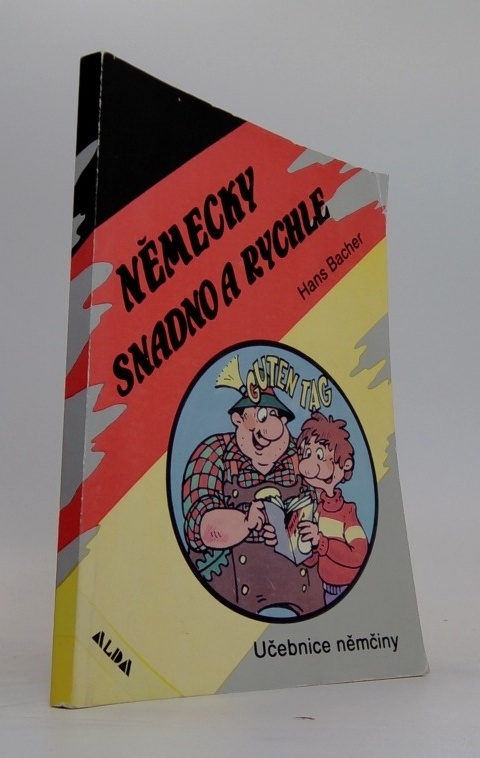 NĚMECKY
SNADNO A RYCHLE
Hans Bacher
GUTEN TAG
Učebnice němčiny
ALDA